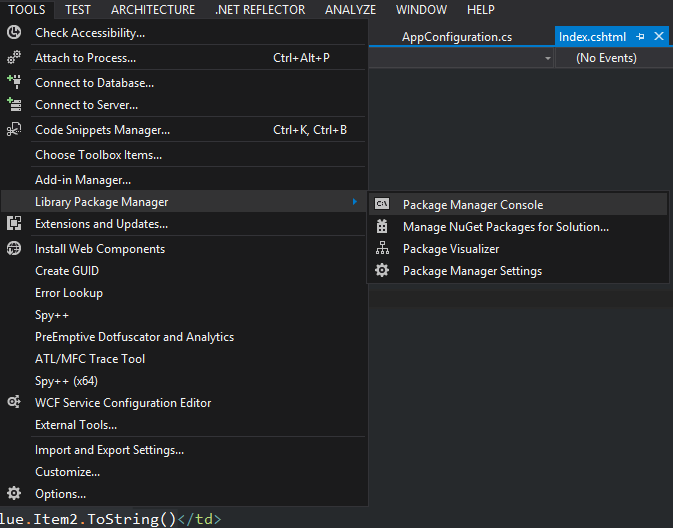 TOOLS TEST ARCHITECTURE .NET REFLECTOR ANALYZE WINDOW HELP
Check Accessibility...
AppConfiguration.cs Index.cshtml
Attach to Process... Ctrl+Alt+P
(No Events)
Connect to Database...
Connect to Server...
Code Snippets Manager... Ctrl+K, Ctrl+B
Choose Toolbox Items...
Add-in Manager...
Library Package Manager
C:\ Package Manager Console
Extensions and Updates...
Manage NuGet Packages for Solution...
Install Web Components
Package Visualizer
Create GUID
Package Manager Settings
Error Lookup
Spy++
PreEmptive Dotfuscator and Analytics
ATL/MFC Trace Tool
Spy++ (x64)
WCF Service Configuration Editor
External Tools...
Import and Export Settings...
Customize...
Options...
lue.Item2.ToString()</td>